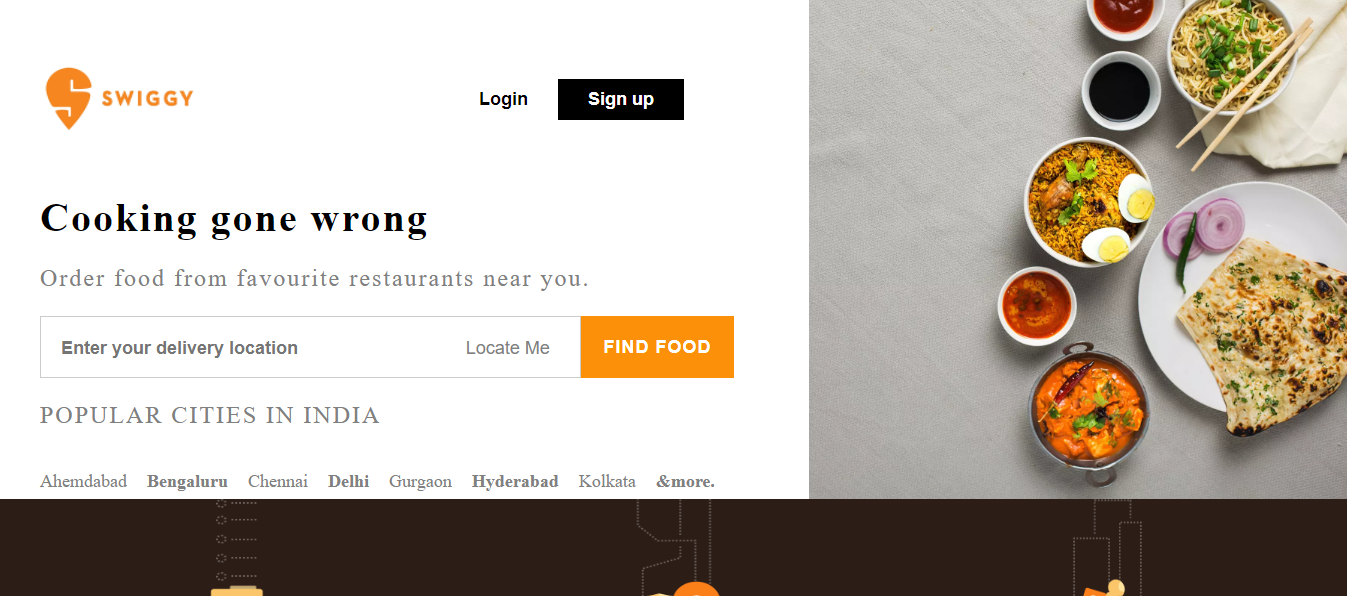 SWIGGY
Login
Sign up
Cooking gone wrong
Order food from favourite restaurants near you.
Enter your delivery location
Locate Me
FIND FOOD
POPULAR CITIES IN INDIA
Ahemdabad Bengaluru Chennai Delhi Gurgaon Hyderabad Kolkata &more.